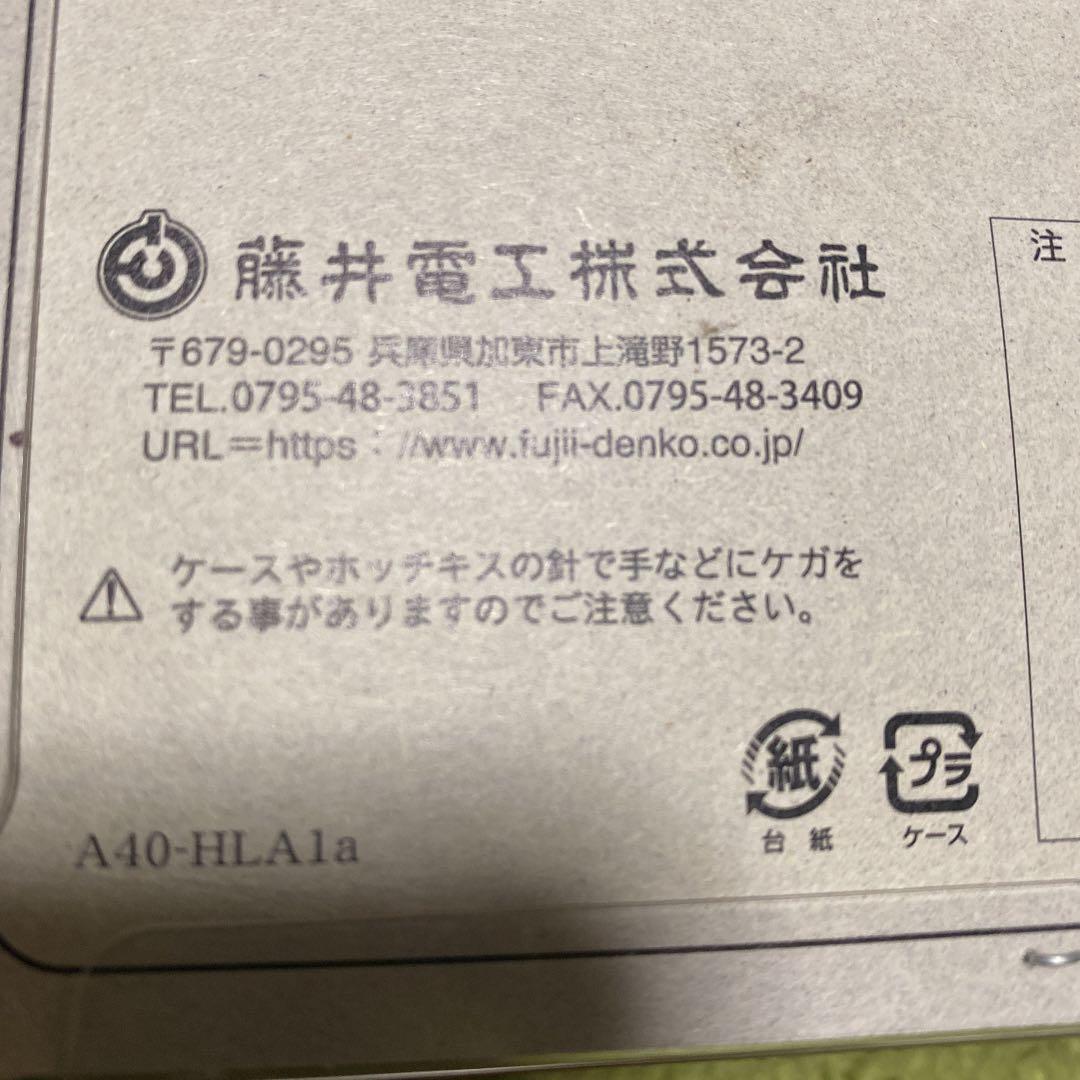 藤井電工株式会社
〒679-0295 兵庫県加東市上滝野1573-2
TEL.0795-48-3851 FAX.0795-48-3409
URL=https://www.fujii-denko.co.jp/
ケースやホッチキスの針で手などにケガを
する事がありますのでご注意ください。
紙
台紙
プラ
ケース
A40-HLA1a
注